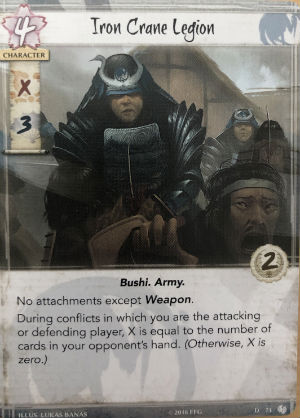 Iron Crane Legion
4
CHARACTER
X
3
2
Bushi. Army.
No attachments except Weapon.
During conflicts in which you are the attacking
or defending player, X is equal to the number of
cards in your opponent's hand. (Otherwise, X is
zero.)
ILLUS. LUKAS BANAS
©2016 FFG
D